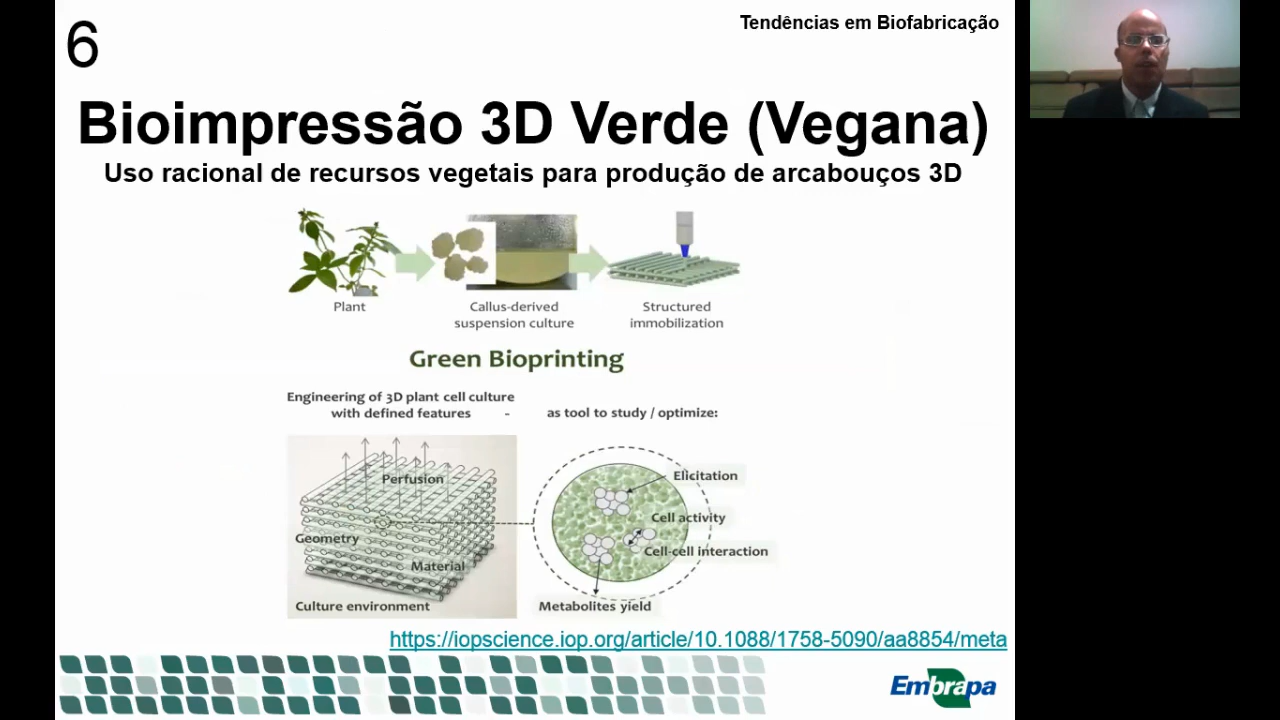 6
Tendências em Biofabricação
Bioimpressão 3D Verde (Vegana)
Uso racional de recursos vegetais para produção de arcabouços 3D
Plant
Callus-derived
suspension culture
Structured
immobilization
Green Bioprinting
Engineering of 3D plant cell culture
with defined features - as tool to study / optimize:
Perfusion
Geometry
Material
Culture environment
Elicitation
Cell activity
Cell-cell interaction
Metabolites yield
https://iopscience.iop.org/article/10.1088/1758-5090/aa8854/meta
Embrapa